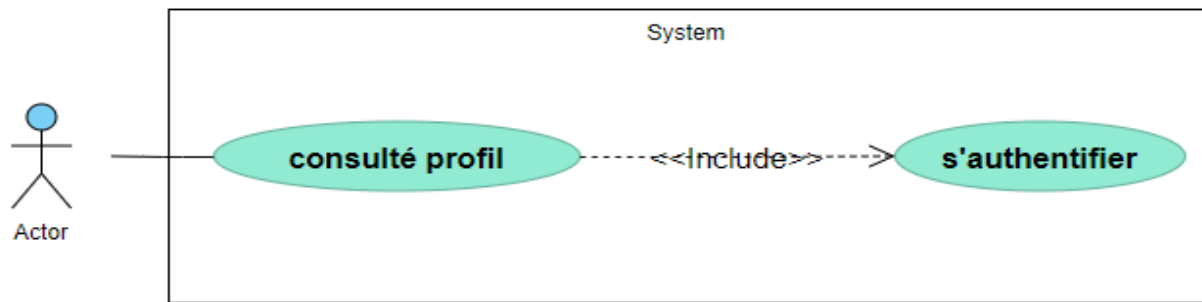 System
consulté profil
<<Include>>
s'authentifier
Actor